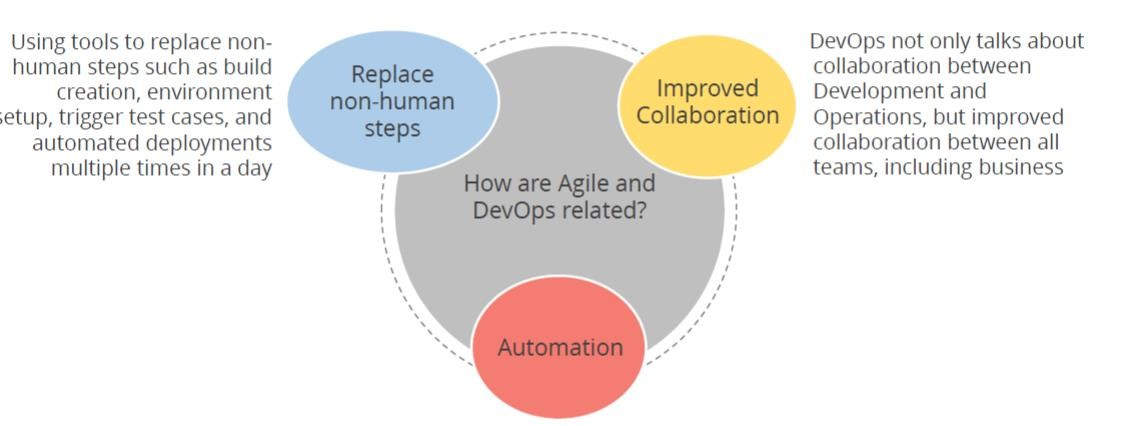 Using tools to replace non-
human steps such as build
creation, environment
setup, trigger test cases, and
automated deployments
multiple times in a day
Replace
non-human
steps
Improved
Collaboration
DevOps not only talks about
collaboration between
Development and
Operations, but improved
collaboration between all
teams, including business
How are Agile and
DevOps related?
Automation